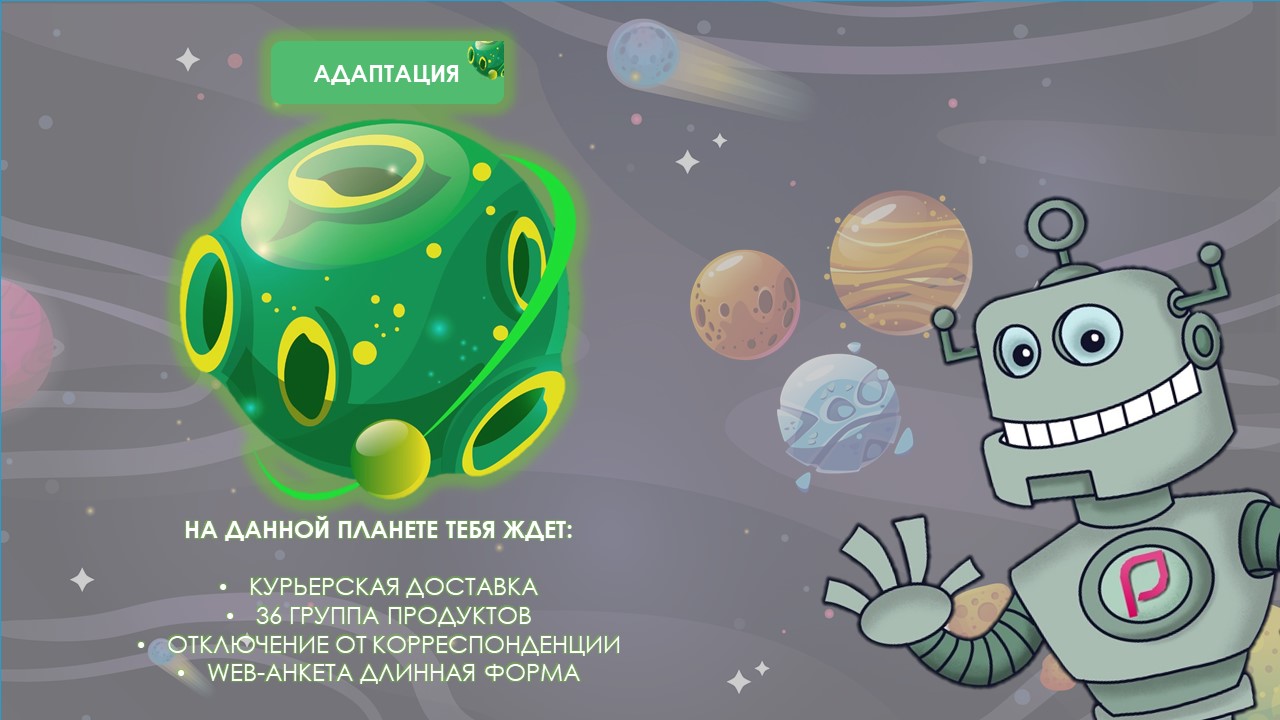 АДАПТАЦИЯ
НА ДАННОЙ ПЛАНЕТЕ ТЕБЯ ЖДЕТ:
• КУРЬЕРСКАЯ ДОСТАВКА
• 36 ГРУППА ПРОДУКТОВ
• ОТКЛЮЧЕНИЕ ОТ КОРРЕСПОНДЕНЦИИ
• WEB-АНКЕТА ДЛИННАЯ ФОРМА